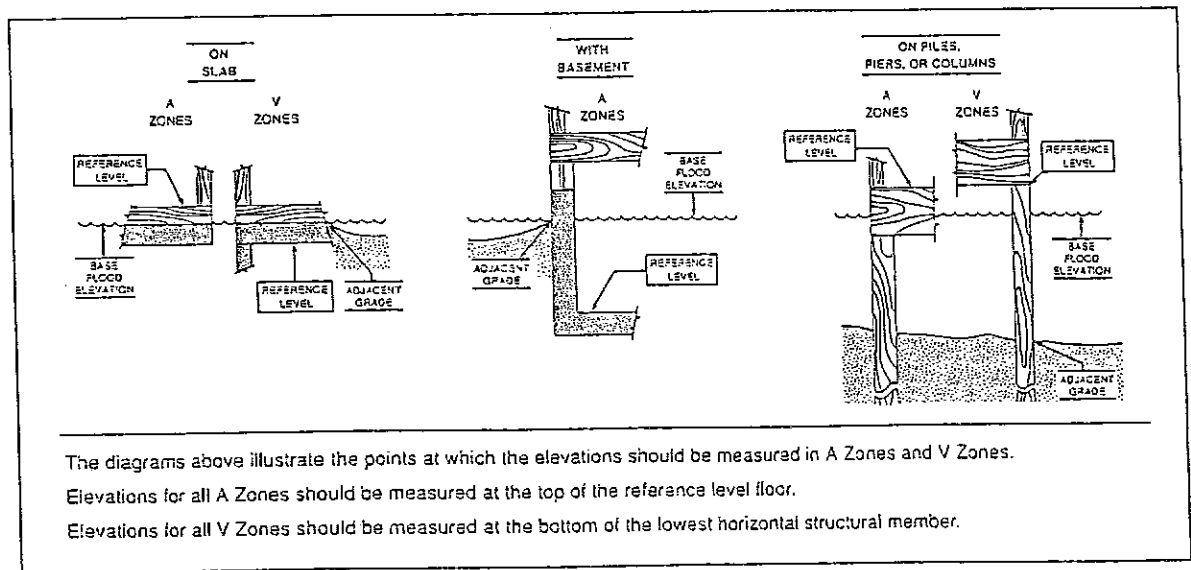 ON
SLAB
A
ZONES
V
ZONES
REFERENCE
LEVEL
BASE
FLOOD
ELEVATION
REFERENCE
LEVEL
ADJACENT
GRADE
WITH
BASEMENT
A
ZONES
BASE
FLOOD
ELEVATION
ADJACENT
GRADE
REFERENCE
LEVEL
ON PILES,
PIERS, OR COLUMNS
A
ZONES
V
ZONES
REFERENCE
LEVEL
REFERENCE
LEVEL
BASE
FLOOD
ELEVATION
ADJACENT
GRADE
The diagrams above illustrate the points at which the elevations should be measured in A Zones and V Zones.
Elevations for all A Zones should be measured at the top of the reference level floor.
Elevations for all V Zones should be measured at the bottom of the lowest horizontal structural member.